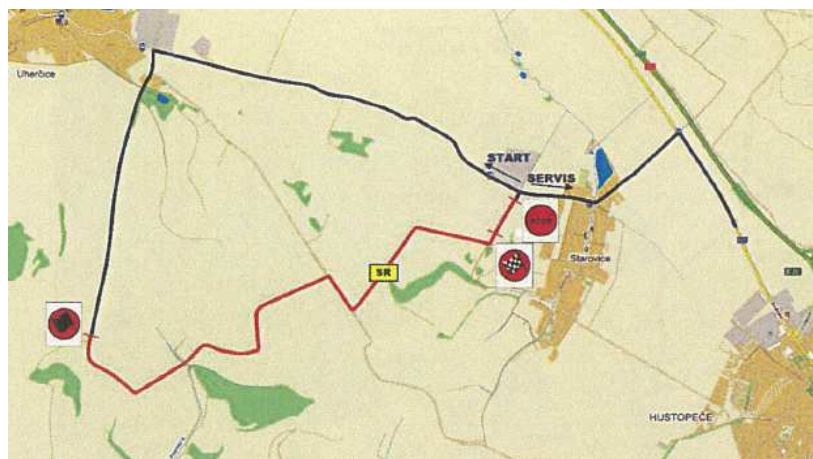 Uherčice
START
SERVIS
STOP
SR
Starovice
HUSTOPEČE